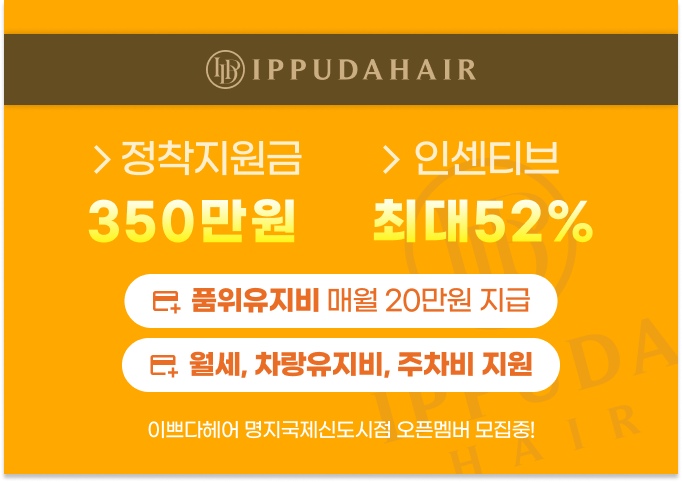 IPPUDAHAIR
정착지원금
350만원
인센티브
최대52%
품위유지비 매월 20만원 지급
월세, 차량유지비, 주차비 지원
이쁘다헤어 명지국제신도시점 오픈멤버 모집중!
IPPUDA
HAIR